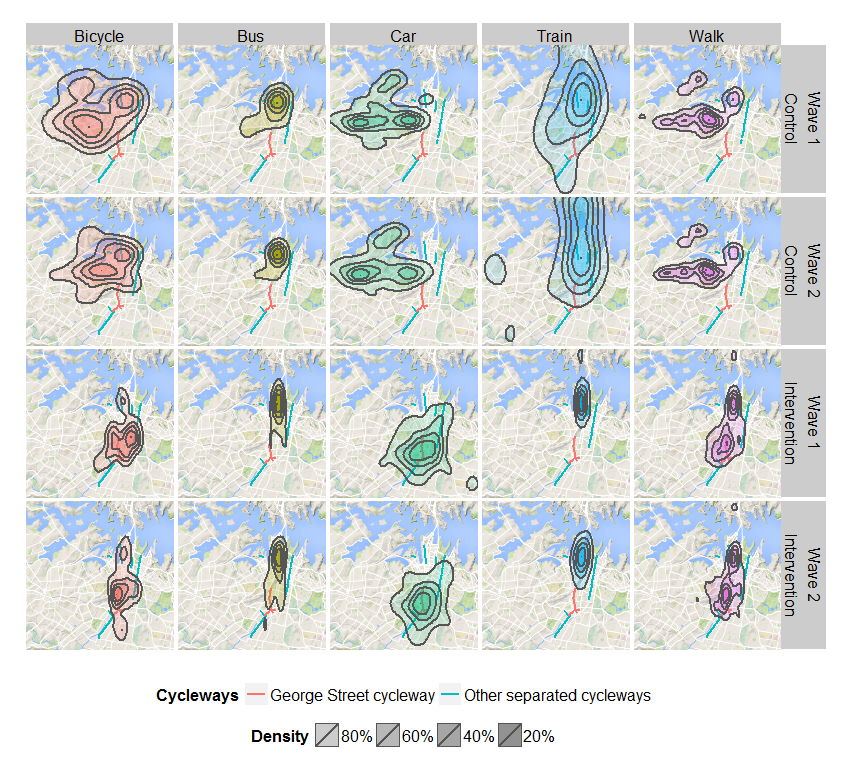 Bicycle Bus Car Train Walk
Wave 1
Control
Wave 2
Control
Wave 1
Intervention
Wave 2
Intervention
Cycleways George Street cycleway Other separated cycleways
Density 80% 60% 40% 20%